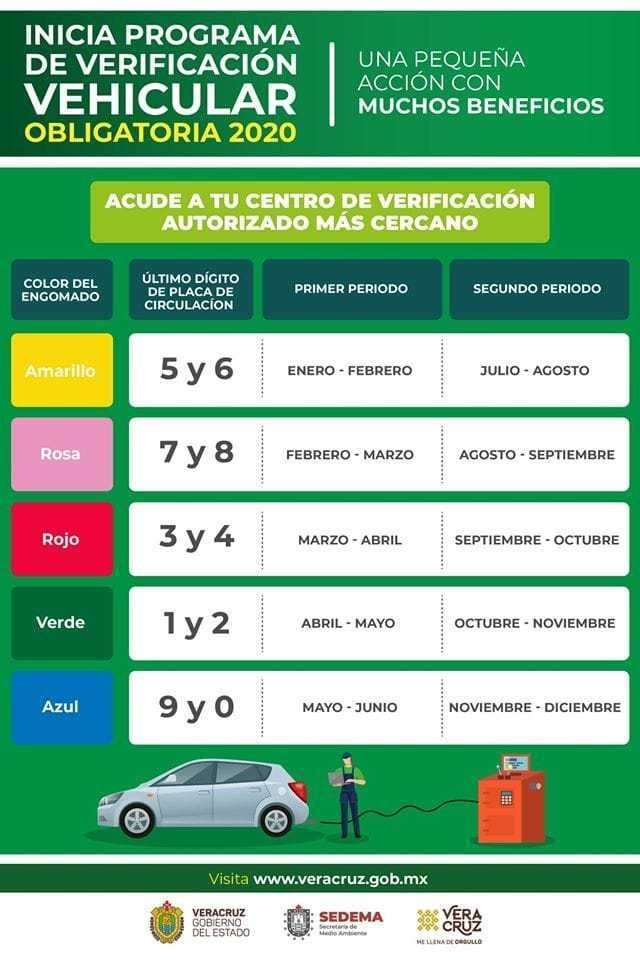 INICIA PROGRAMA
DE VERIFICACIÓN
VEHICULAR
OBLIGATORIA 2020
UNA PEQUEÑA
ACCIÓN CON
MUCHOS BENEFICIOS
ACUDE A TU CENTRO DE VERIFICACIÓN
AUTORIZADO MÁS CERCANO
COLOR DEL
ENGOMADO
ÚLTIMO DÍGITO
DE PLACA DE
CIRCULACÍON
PRIMER PERIODO
SEGUNDO PERIODO
Amarillo
5 y 6
ENERO - FEBRERO
JULIO - AGOSTO
Rosa
7 y 8
FEBRERO - MARZO
AGOSTO - SEPTIEMBRE
Rojo
3 y 4
MARZO - ABRIL
SEPTIEMBRE - OCTUBRE
Verde
1 y 2
ABRIL - MAYO
OCTUBRE - NOVIEMBRE
Azul
9 y 0
MAYO - JUNIO
NOVIEMBRE - DICIEMBRE
Visita www.veracruz.gob.mx
VERACRUZ
GOBIERNO
DEL ESTADO
SEDEMA
Secretaría de
Medio Ambiente
VERA
CRUZ
ME LLENA DE ORGULLO